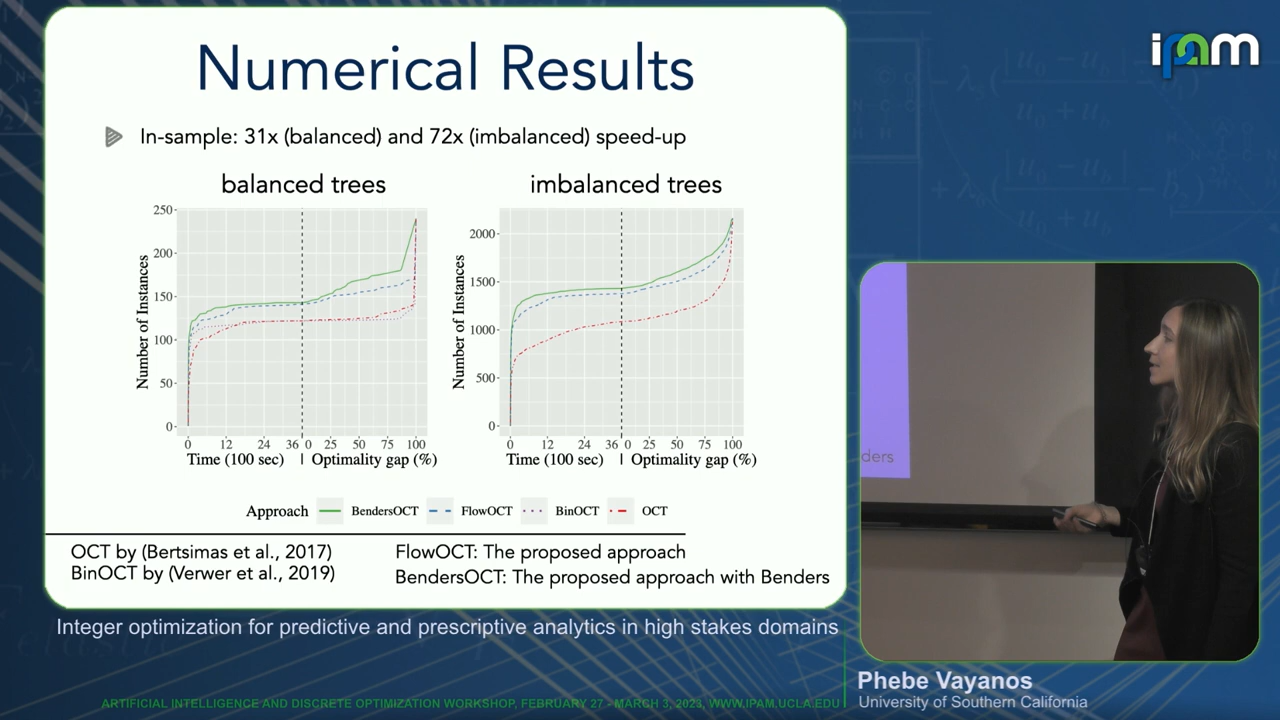 Numerical Results
In-sample: 31x (balanced) and 72x (imbalanced) speed-up
balanced trees
imbalanced trees
Number of Instances
250
200
150
100
50
0
0 12 24 36 0 25 50 75 100
Time (100 sec) | Optimality gap (%)
Number of Instances
2000
1500
1000
500
0
0 12 24 36 0 25 50 75 100
Time (100 sec) | Optimality gap (%)
Approach BendersOCT FlowOCT BinOCT OCT
OCT by (Bertsimas et al., 2017)
BinOCT by (Verwer et al., 2019)
FlowOCT: The proposed approach
BendersOCT: The proposed approach with Benders
Integer optimization for predictive and prescriptive analytics in high stakes domains
ARTIFICIAL INTELLIGENCE AND DISCRETE OPTIMIZATION WORKSHOP, FEBRUARY 27 - MARCH 3, 2023, WWW.IPAM.UCLA.EDU
ipam
ders
Phebe Vayanos
University of Southern California